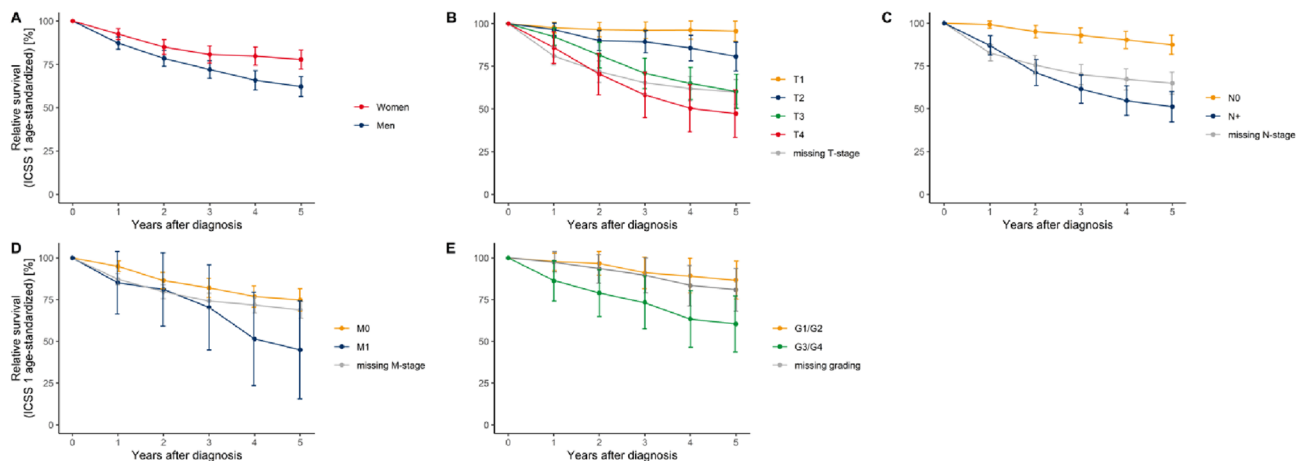 A
Relative survival
(ICSS 1 age-standardized) [%]
100
75
50
25
0
0 1 2 3 4 5
Years after diagnosis
Women
Men
B
100
75
50
25
0
0 1 2 3 4 5
Years after diagnosis
T1
T2
T3
T4
missing T-stage
C
100
75
50
25
0
0 1 2 3 4 5
Years after diagnosis
N0
N+
missing N-stage
D
Relative survival
(ICSS 1 age-standardized) [%]
100
75
50
25
0
0 1 2 3 4 5
Years after diagnosis
M0
M1
missing M-stage
E
100
75
50
25
0
0 1 2 3 4 5
Years after diagnosis
G1/G2
G3/G4
missing grading